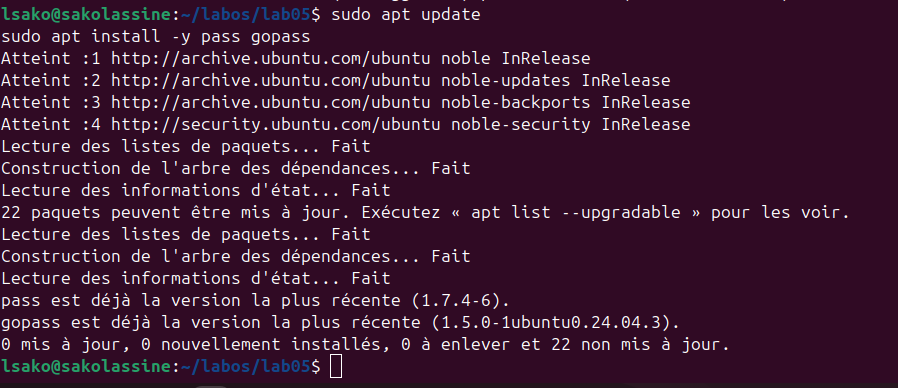 lsako@sakolassine:~/labos/lab05$ sudo apt update
sudo apt install -y pass gopass
Atteint :1 http://archive.ubuntu.com/ubuntu noble InRelease
Atteint :2 http://archive.ubuntu.com/ubuntu noble-updates InRelease
Atteint :3 http://archive.ubuntu.com/ubuntu noble-backports InRelease
Atteint :4 http://security.ubuntu.com/ubuntu noble-security InRelease
Lecture des listes de paquets... Fait
Construction de l'arbre des dépendances... Fait
Lecture des informations d'état... Fait
22 paquets peuvent être mis à jour. Exécutez « apt list --upgradable » pour les voir.
Lecture des listes de paquets... Fait
Construction de l'arbre des dépendances... Fait
Lecture des informations d'état... Fait
pass est déjà la version la plus récente (1.7.4-6).
gopass est déjà la version la plus récente (1.5.0-1ubuntu0.24.04.3).
0 mis à jour, 0 nouvellement installés, 0 à enlever et 22 non mis à jour.
lsako@sakolassine:~/labos/lab05$